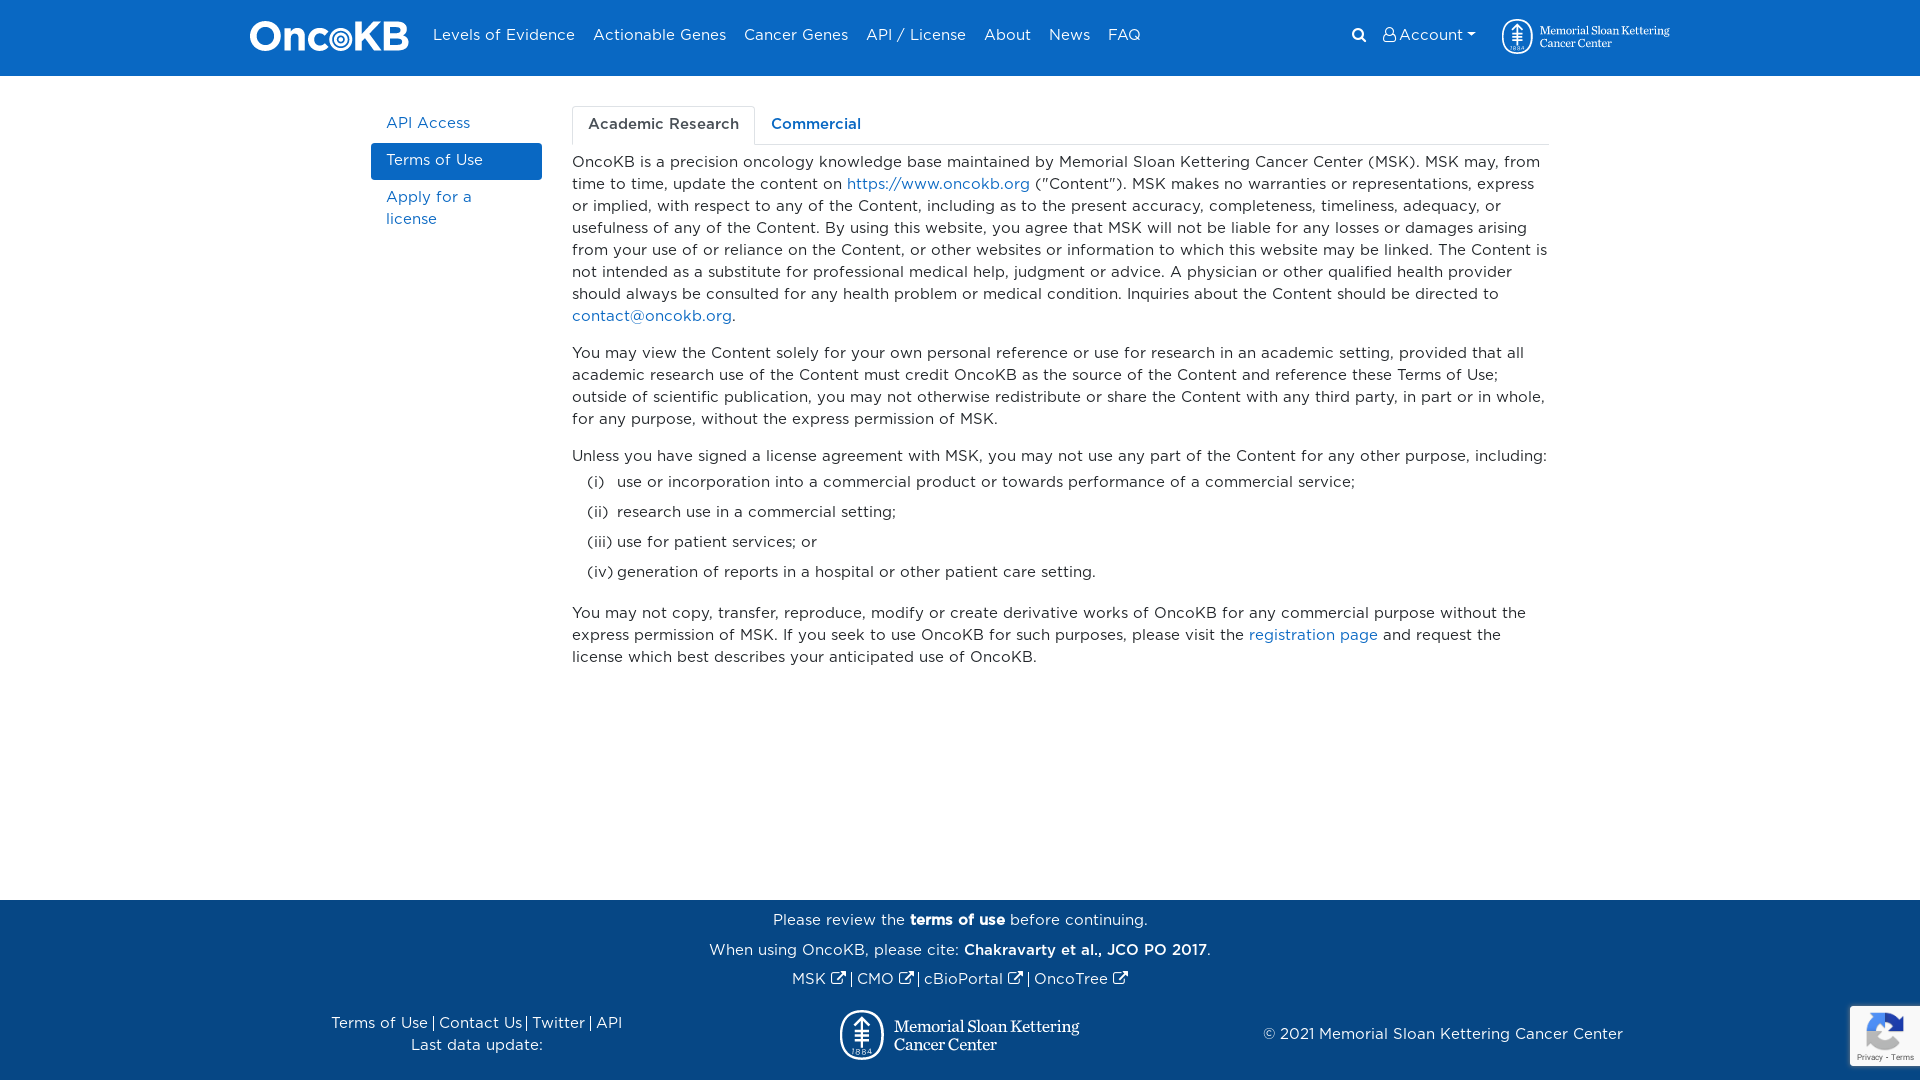 OncoKB Levels of Evidence Actionable Genes Cancer Genes API / License About News FAQ Account Memorial Sloan Kettering
Cancer Center
1884
API Access
Terms of Use
Apply for a
license
Academic Research Commercial
OncoKB is a precision oncology knowledge base maintained by Memorial Sloan Kettering Cancer Center (MSK). MSK may, from
time to time, update the content on https://www.oncokb.org ("Content"). MSK makes no warranties or representations, express
or implied, with respect to any of the Content, including as to the present accuracy, completeness, timeliness, adequacy, or
usefulness of any of the Content. By using this website, you agree that MSK will not be liable for any losses or damages arising
from your use of or reliance on the Content, or other websites or information to which this website may be linked. The Content is
not intended as a substitute for professional medical help, judgment or advice. A physician or other qualified health provider
should always be consulted for any health problem or medical condition. Inquiries about the Content should be directed to
contact@oncokb.org.
You may view the Content solely for your own personal reference or use for research in an academic setting, provided that all
academic research use of the Content must credit OncoKB as the source of the Content and reference these Terms of Use;
outside of scientific publication, you may not otherwise redistribute or share the Content with any third party, in part or in whole,
for any purpose, without the express permission of MSK.
Unless you have signed a license agreement with MSK, you may not use any part of the Content for any other purpose, including:
(i) use or incorporation into a commercial product or towards performance of a commercial service;
(ii) research use in a commercial setting;
(iii) use for patient services; or
(iv) generation of reports in a hospital or other patient care setting.
You may not copy, transfer, reproduce, modify or create derivative works of OncoKB for any commercial purpose without the
express permission of MSK. If you seek to use OncoKB for such purposes, please visit the registration page and request the
license which best describes your anticipated use of OncoKB.
Please review the terms of use before continuing.
When using OncoKB, please cite: Chakravarty et al., JCO PO 2017.
MSK | CMO | cBioPortal | OncoTree
Terms of Use | Contact Us | Twitter | API
Last data update:
Memorial Sloan Kettering
Cancer Center
1884
© 2021 Memorial Sloan Kettering Cancer Center
Privacy - Terms